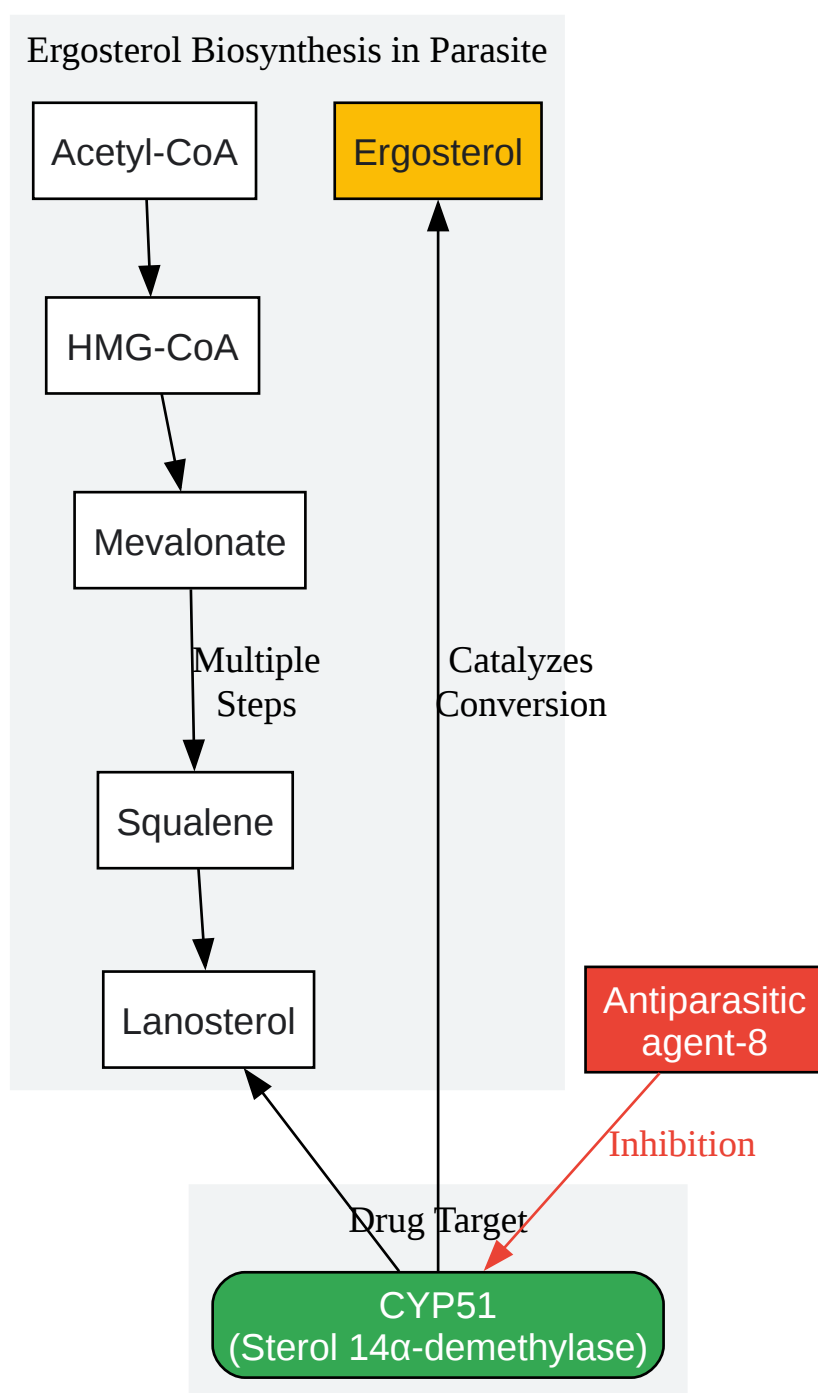 Ergosterol Biosynthesis in Parasite
Acetyl-CoA
Ergosterol
HMG-CoA
Mevalonate
Multiple
Steps
Catalyzes
Conversion
Squalene
Lanosterol
Antiparasitic
agent-8
Inhibition
Drug Target
CYP51
(Sterol 14α-demethylase)